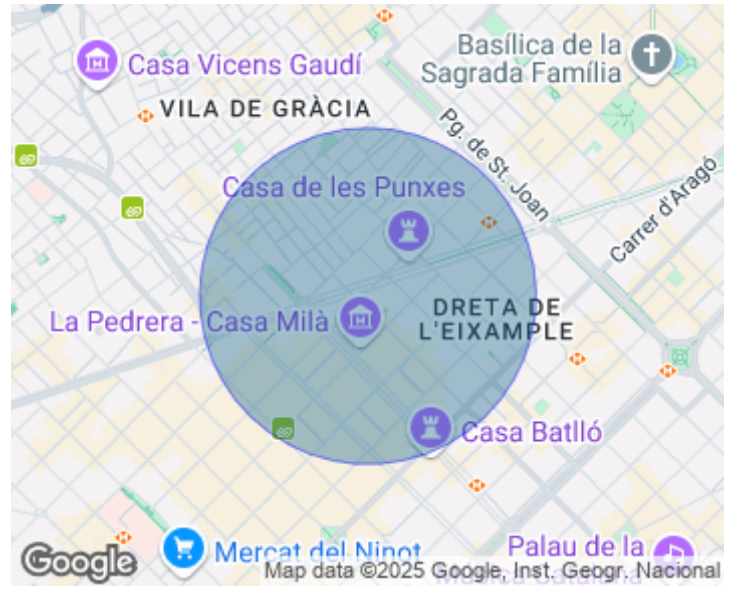 Basílica de la
Sagrada Família
Casa Vicens Gaudí
VILA DE GRÀCIA
Pg. de St. Joan
Casa de les Punxes
Carrer d'Aragó
La Pedrera - Casa Milà
DRETA DE
L'EIXAMPLE
Casa Batlló
Mercat del Ninot
Palau de la
Música Catalana
Google
Map data ©2025 Google, Inst. Geogr. Nacional